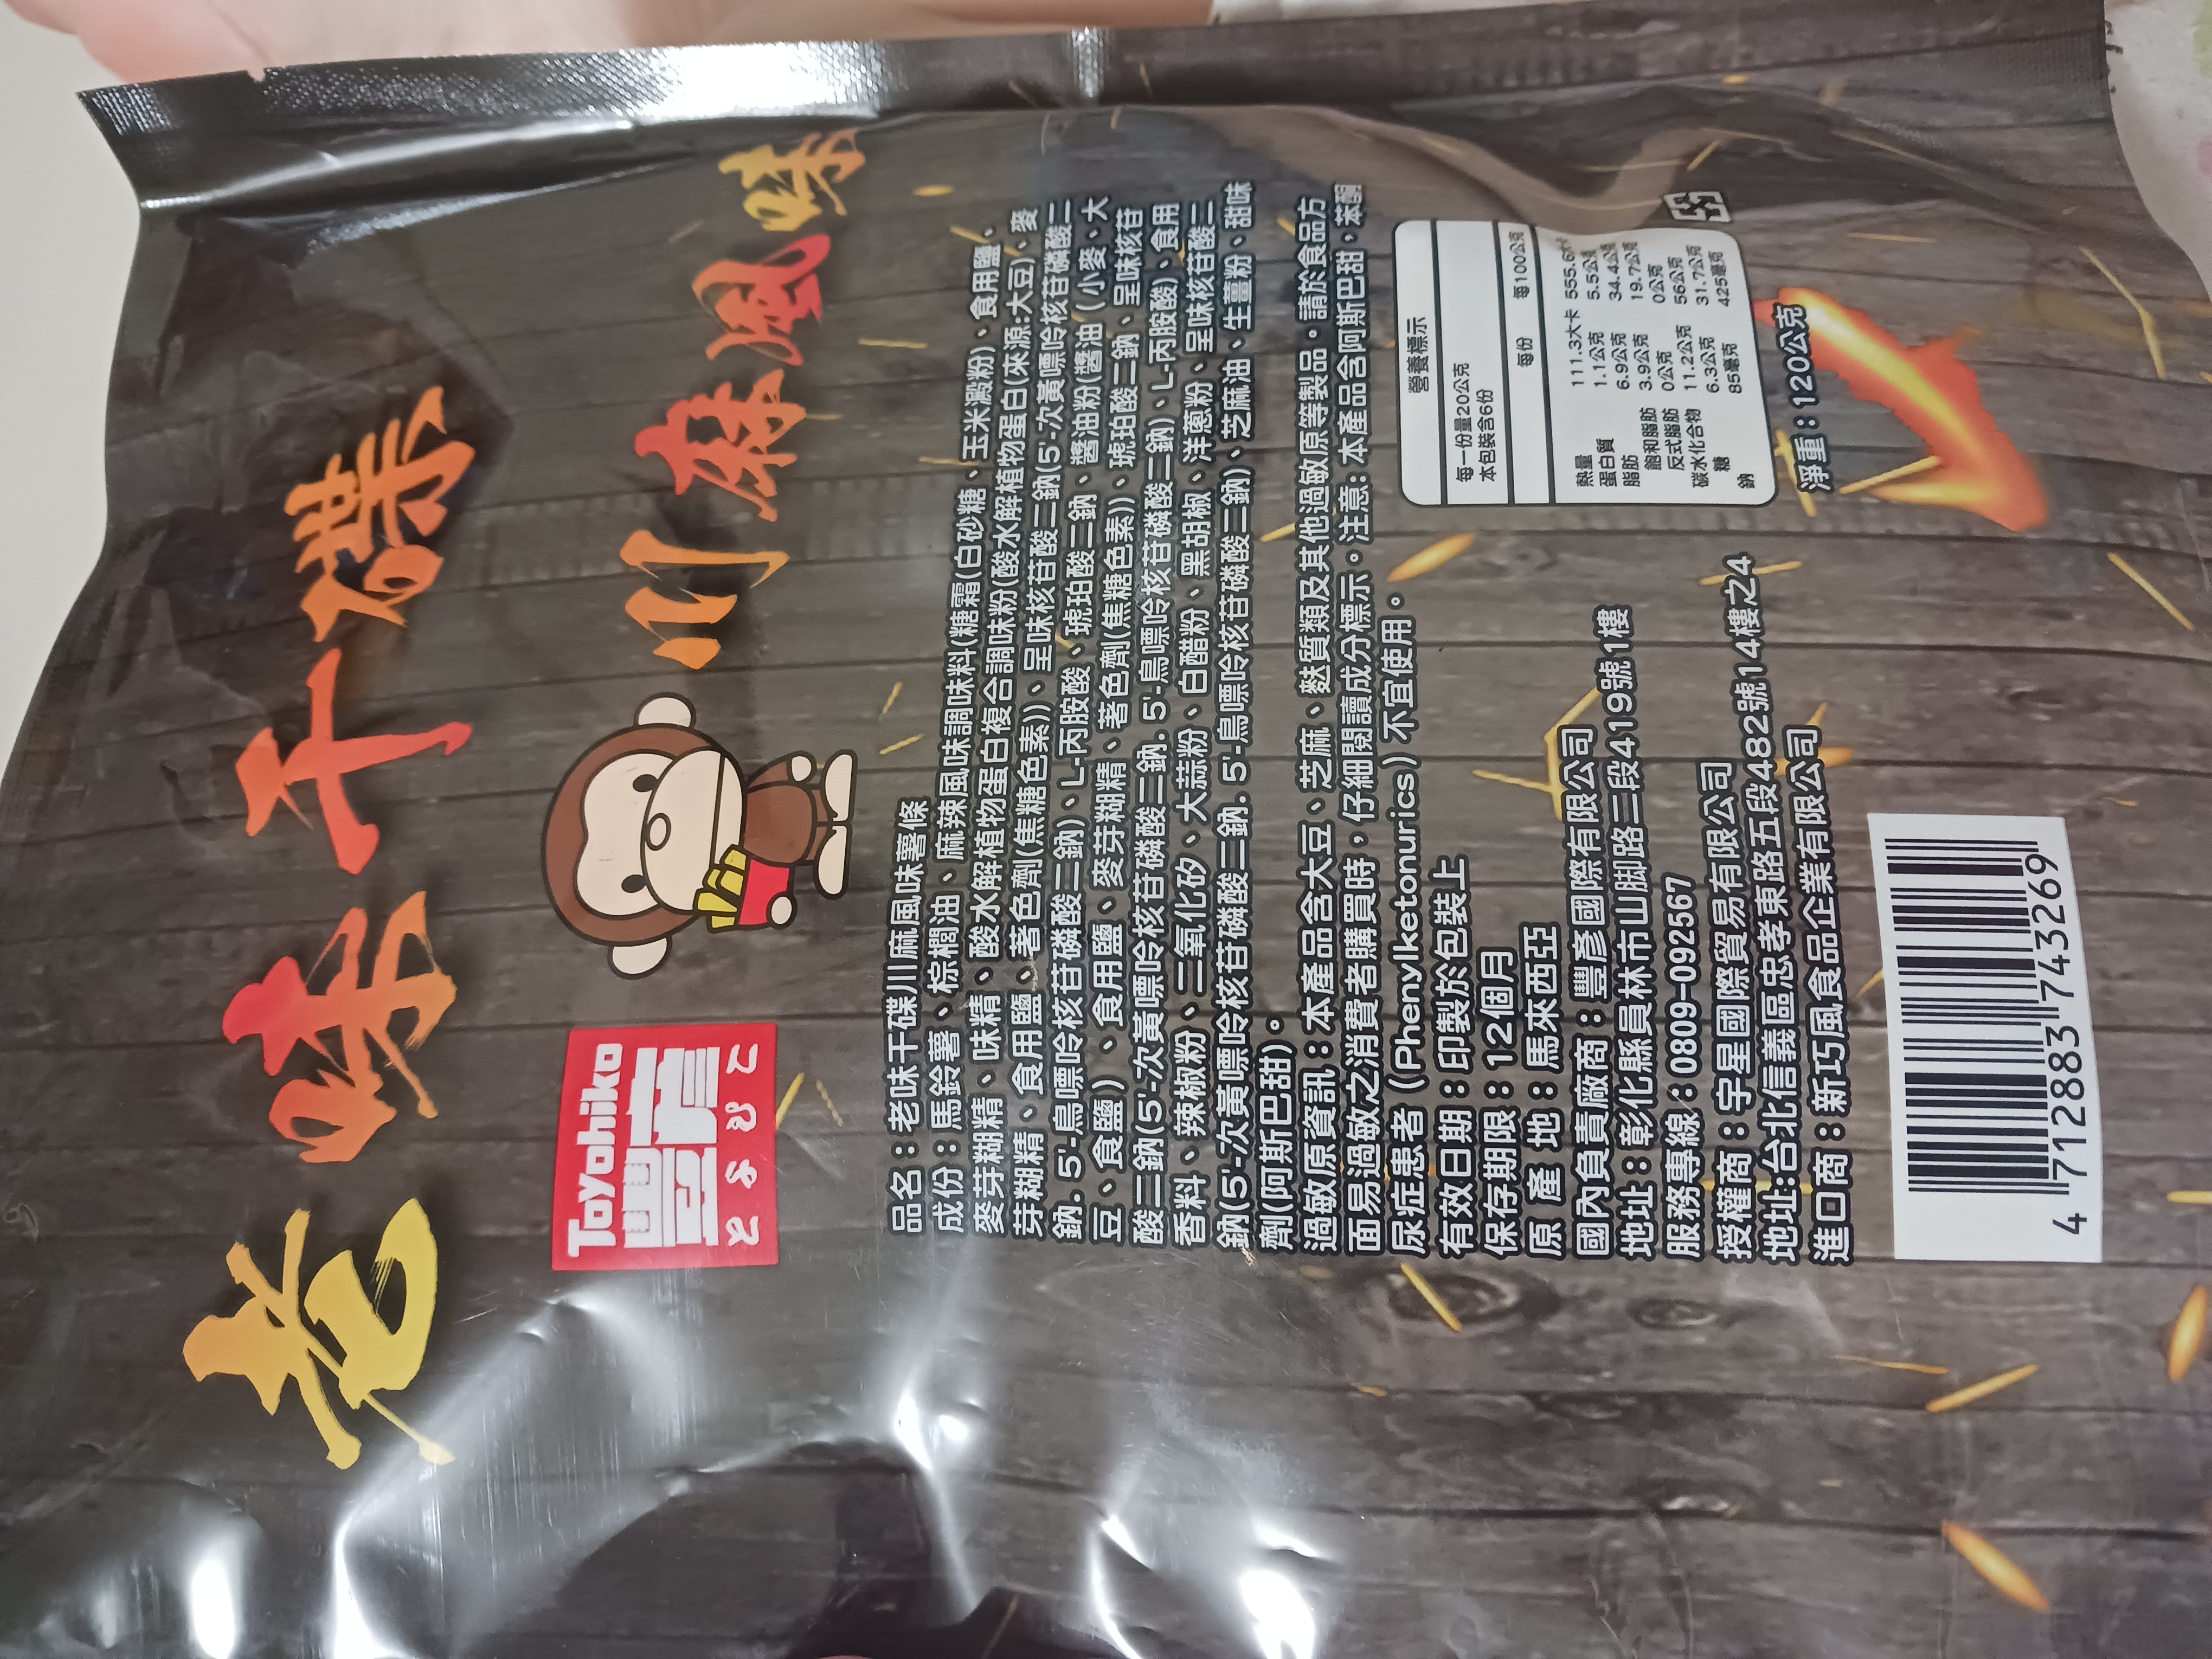 老味干碟
川麻風味
Toyohiko
豐彥
とよひこ
品名：老味干碟川麻風味薯條
成份：馬鈴薯、棕櫚油、麻辣風味調味料(糖霜(白砂糖、玉米澱粉)、食用鹽、
麥芽糊精、味精、酸水解植物蛋白複合調味粉(酸水解植物蛋白(來源:大豆)、麥
芽糊精、食用鹽、著色劑(焦糖色素))、呈味核苷酸二鈉(5'-次黃嘌呤核苷磷酸二
鈉. 5'-鳥嘌呤核苷磷酸二鈉)、L-丙胺酸、琥珀酸二鈉、醬油粉(醬油（小麥、大
豆、食鹽）、食用鹽、麥芽糊精、著色劑(焦糖色素))、琥珀酸二鈉、呈味核苷
酸二鈉(5'-次黃嘌呤核苷磷酸二鈉. 5'-鳥嘌呤核苷磷酸二鈉)、L-丙胺酸)、食用
香料、辣椒粉、二氧化矽、大蒜粉、白醋粉、黑胡椒、洋蔥粉、呈味核苷酸二
鈉(5'-次黃嘌呤核苷磷酸二鈉. 5'-鳥嘌呤核苷磷酸二鈉)、芝麻油、生薑粉、甜味
劑(阿斯巴甜)。
過敏原資訊：本產品含大豆、芝麻、麩質類及其他過敏原等製品。請於食品方
面易過敏之消費者購買時，仔細閱讀成分標示。注意: 本產品含阿斯巴甜，苯酮
尿症患者 (Phenylketonurics) 不宜使用。
有效日期：印製於包裝上
保存期限：12個月
原 產 地：馬來西亞
國內負責廠商：豐彥國際有限公司
地址：彰化縣員林市山腳路三段419號1樓
服務專線：0809-092567
授權商：宇星國際貿易有限公司
地址:台北信義區忠孝東路五段482號14樓之24
進口商：新巧風食品企業有限公司
營養標示
每一份量20公克
本包裝含6份
每份 每100公克
熱量 111.3大卡 555.6大卡
蛋白質 1.1公克 5.5公克
脂肪 6.9公克 34.4公克
飽和脂肪 3.9公克 19.7公克
反式脂肪 0公克 0公克
碳水化合物 11.2公克 56公克
糖 6.3公克 31.7公克
鈉 85毫克 425毫克
淨重：120公克
4 712883 743269